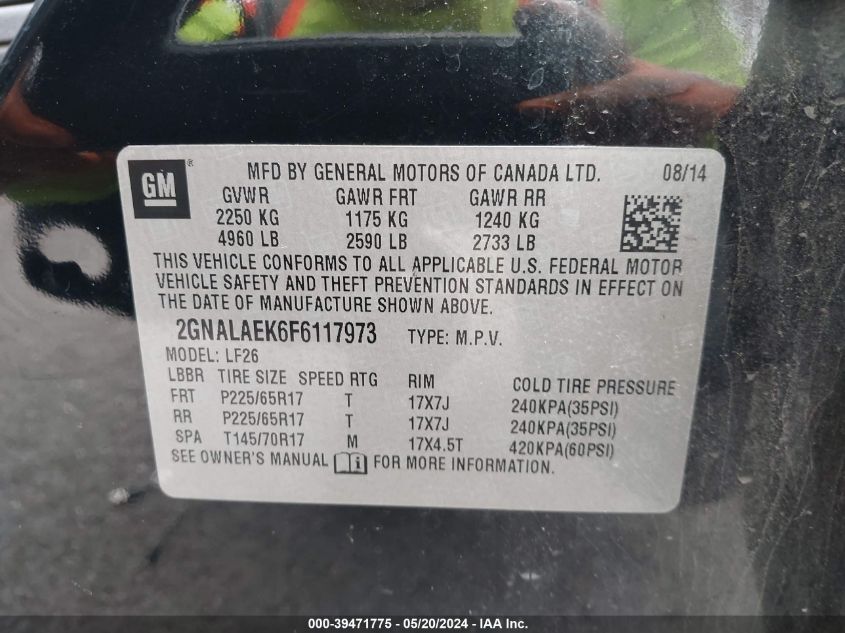 GM ® MFD BY GENERAL MOTORS OF CANADA LTD. 08/14
GVWR GAWR FRT GAWR RR
2250 KG 1175 KG 1240 KG
4960 LB 2590 LB 2733 LB
THIS VEHICLE CONFORMS TO ALL APPLICABLE U.S. FEDERAL MOTOR
VEHICLE SAFETY AND THEFT PREVENTION STANDARDS IN EFFECT ON
THE DATE OF MANUFACTURE SHOWN ABOVE.
2GNALAEK6F6117973 TYPE: M.P.V.
MODEL: LF26
LBBR TIRE SIZE SPEED RTG RIM COLD TIRE PRESSURE
FRT P225/65R17 T 17X7J 240KPA(35PSI)
RR P225/65R17 T 17X7J 240KPA(35PSI)
SPA T145/70R17 M 17X4.5T 420KPA(60PSI)
SEE OWNER'S MANUAL FOR MORE INFORMATION.
000-39471775 - 05/20/2024 - IAA Inc.